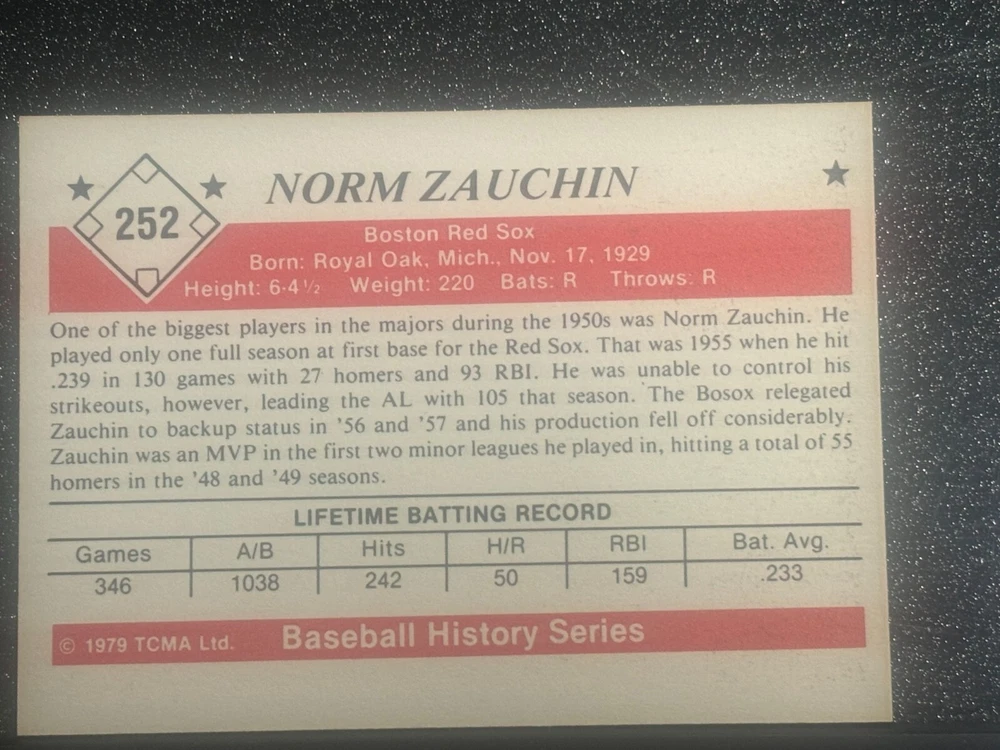 252
NORM ZAUCHIN
Boston Red Sox
Born: Royal Oak, Mich., Nov. 17, 1929
Height: 6-4½ Weight: 220 Bats: R Throws: R
One of the biggest players in the majors during the 1950s was Norm Zauchin. He
played only one full season at first base for the Red Sox. That was 1955 when he hit
.239 in 130 games with 27 homers and 93 RBI. He was unable to control his
strikeouts, however, leading the AL with 105 that season. The Bosox relegated
Zauchin to backup status in '56 and '57 and his production fell off considerably.
Zauchin was an MVP in the first two minor leagues he played in, hitting a total of 55
homers in the '48 and '49 seasons.
LIFETIME BATTING RECORD
Games A/B Hits H/R RBI Bat. Avg.
346 1038 242 50 159 .233
© 1979 TCMA Ltd. Baseball History Series